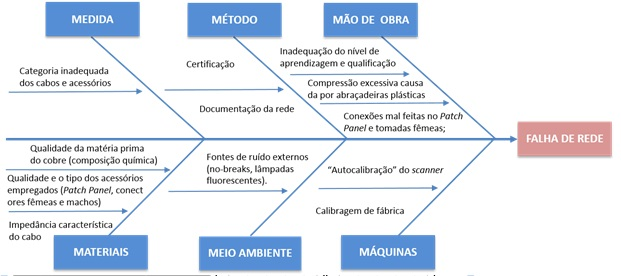 MEDIDA
MÉTODO
MÃO DE OBRA
Categoria inadequada
dos cabos e acessórios
Certificação
Documentação da rede
Inadequação do nível de
aprendizagem e qualificação
Compressão excessiva causa
da por abraçadeiras plásticas
Conexões mal feitas no Patch
Panel e tomadas fêmeas;
FALHA DE REDE
Qualidade da matéria prima
do cobre (composição química)
Qualidade e o tipo dos acessórios
empregados (Patch Panel, conect
ores fêmeas e machos)
Impedância característica
do cabo
Fontes de ruído externos
(no-breaks, lâmpadas
fluorescentes).
“Autocalibração” do scanner
Calibragem de fábrica
MATERIAIS
MEIO AMBIENTE
MÁQUINAS